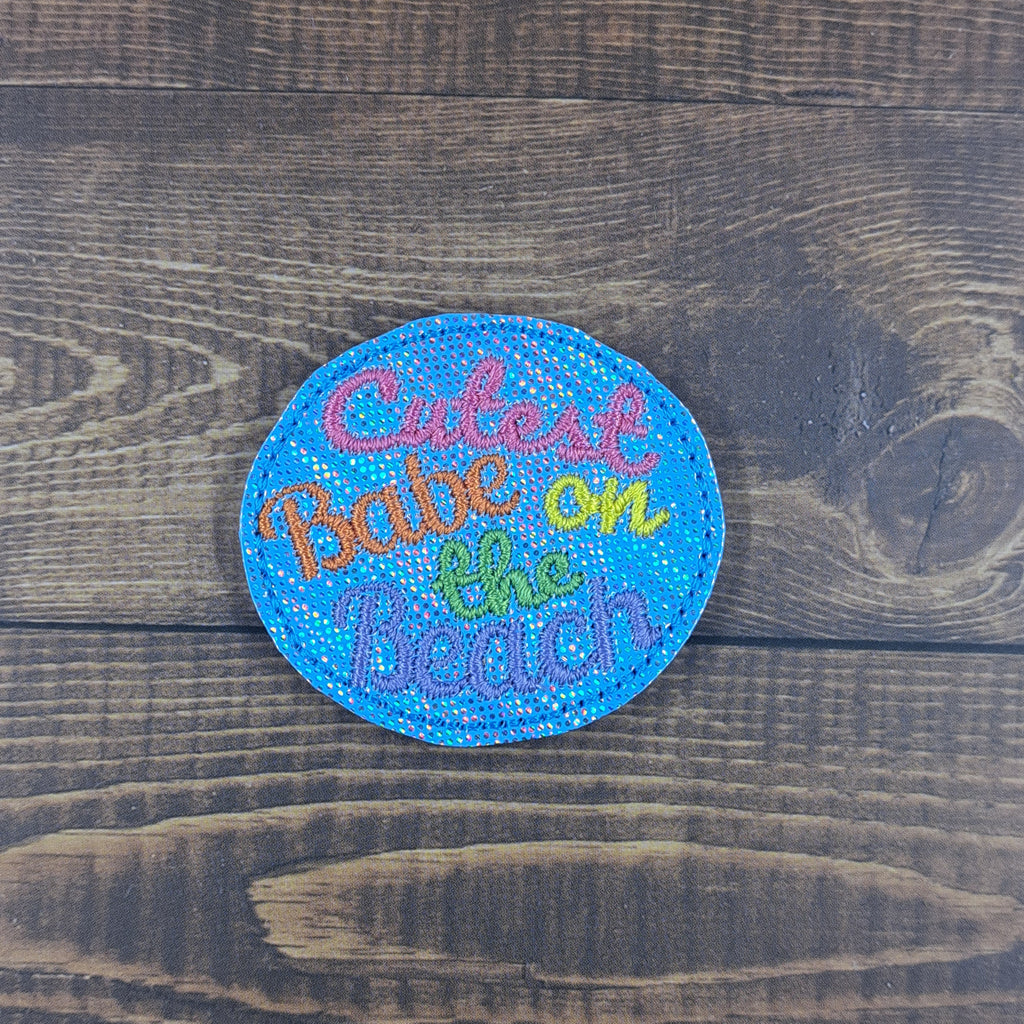 Cutest
Babe on
the
Beach